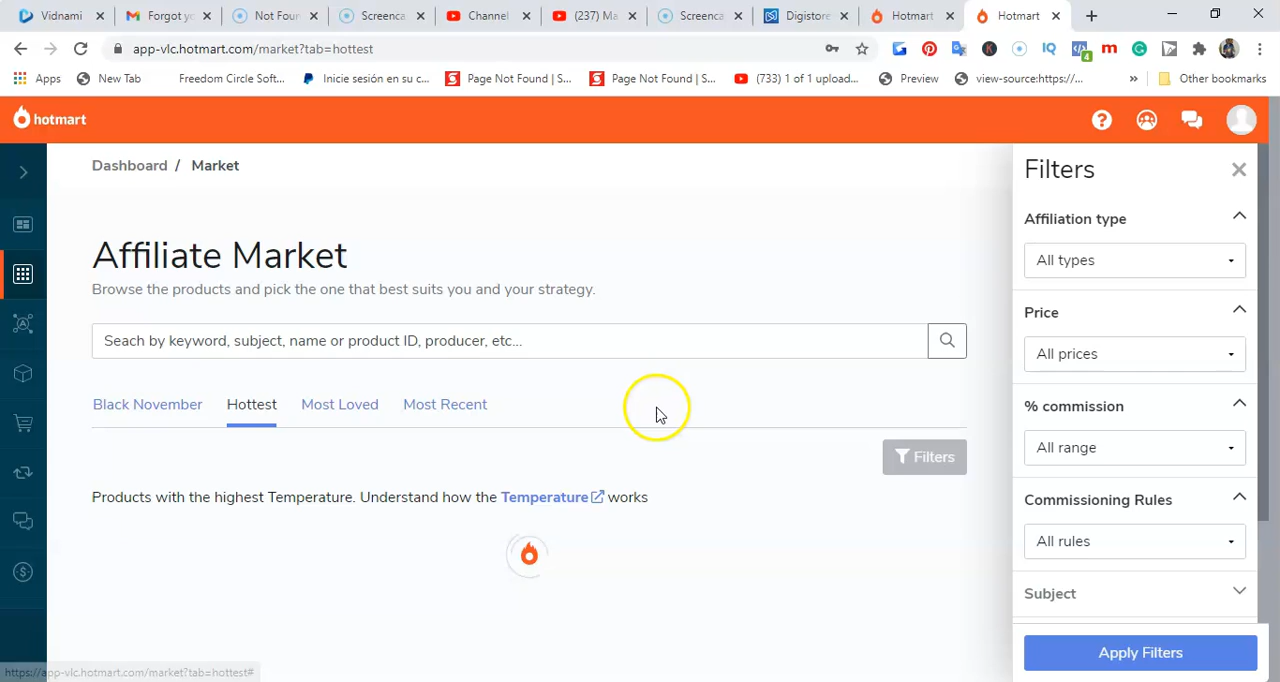 Vidnami
Forgot yo
Not Foun
Screenca
Channel
(237) Ma
Screenca
Digistore
Hotmart
Hotmart
app-vlc.hotmart.com/market?tab=hottest
4
Apps
New Tab
Freedom Circle Soft...
Inicie sesión en su c...
Page Not Found | S...
Page Not Found | S...
(733) 1 of 1 upload...
Preview
view-source:https:/...
»
Other bookmarks
hotmart
Dashboard / Market
Affiliate Market
Browse the products and pick the one that best suits you and your strategy.
Seach by keyword, subject, name or product ID, producer, etc...
Black November
Hottest
Most Loved
Most Recent
Filters
Products with the highest Temperature. Understand how the Temperature works
Filters
Affiliation type
All types
Price
All prices
% commission
All range
Commissioning Rules
All rules
Subject
Apply Filters
https://app-vlc.hotmart.com/market?tab=hottest#